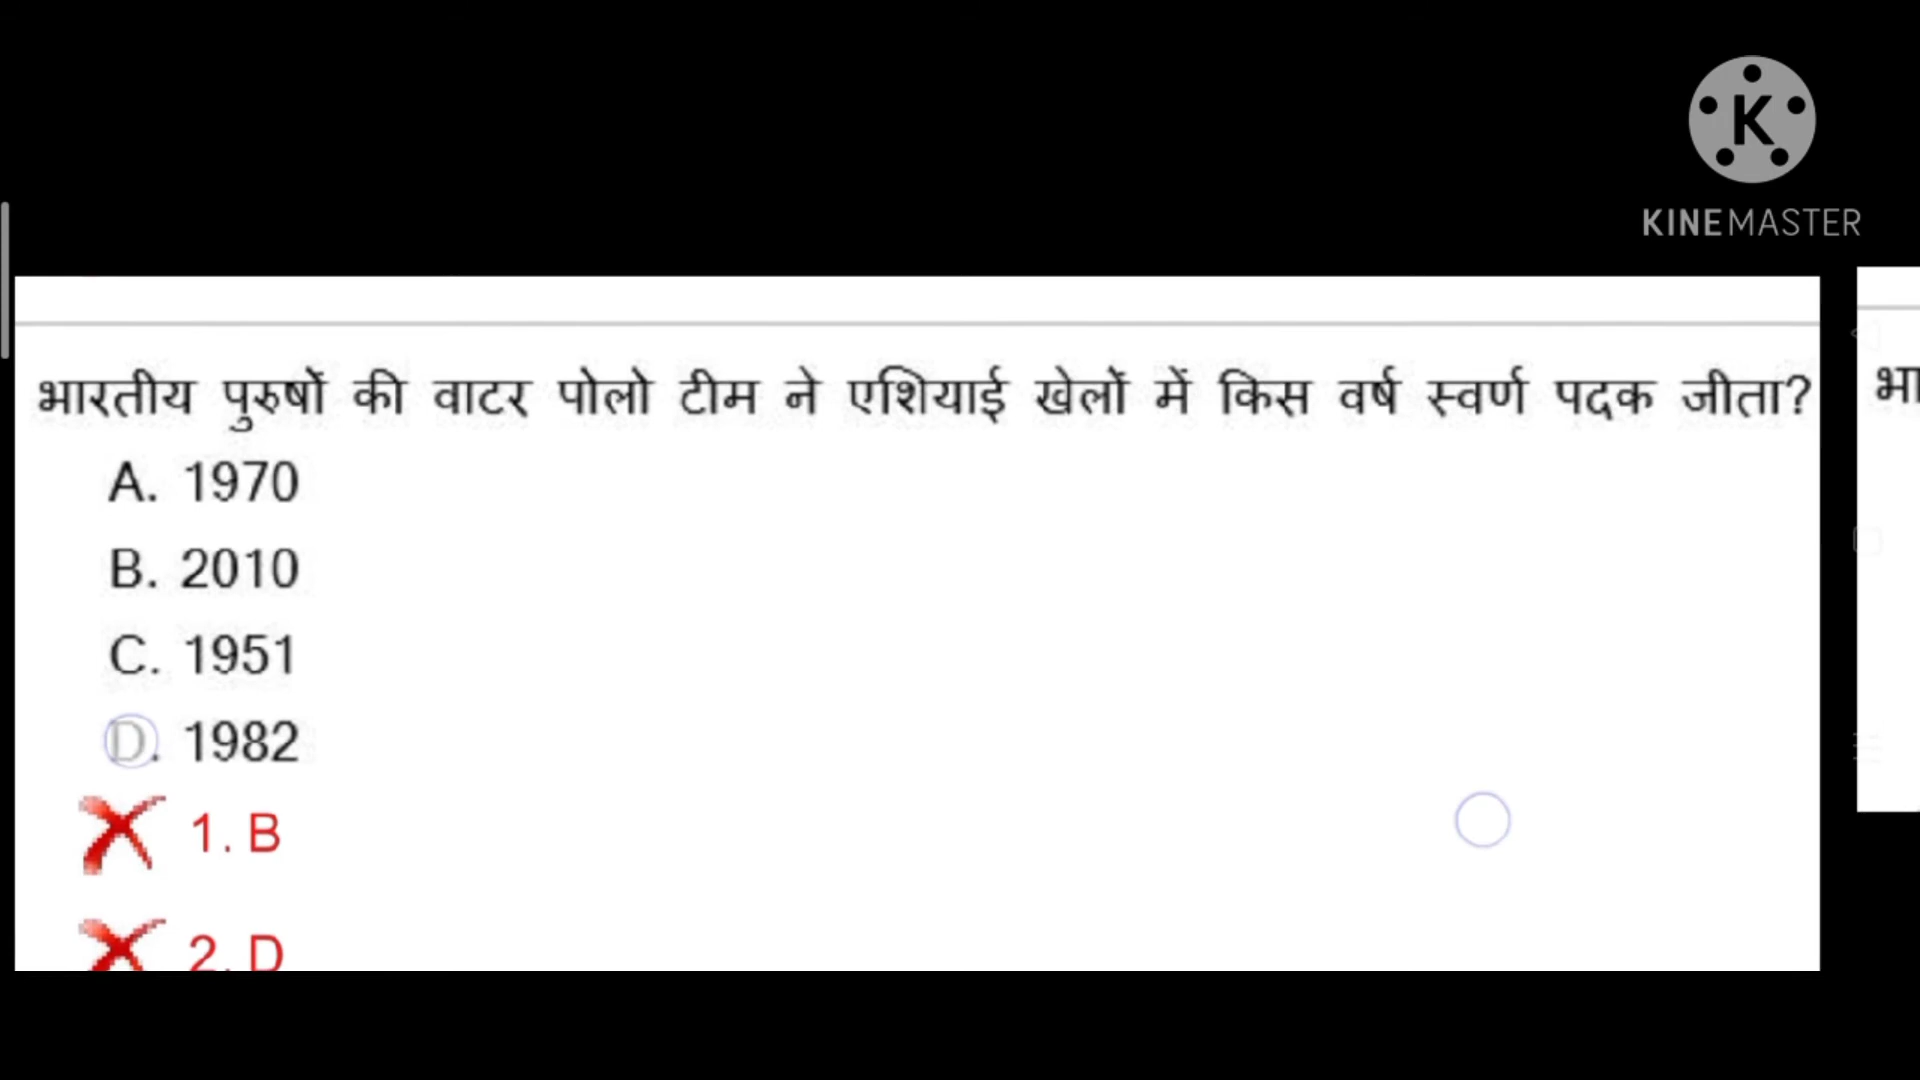 K
KINEMASTER
भारतीय पुरुषों की वाटर पोलो टीम ने एशियाई खेलों में किस वर्ष स्वर्ण पदक जीता?
भा
A. 1970
B. 2010
C. 1951
D. 1982
1. B
2. D